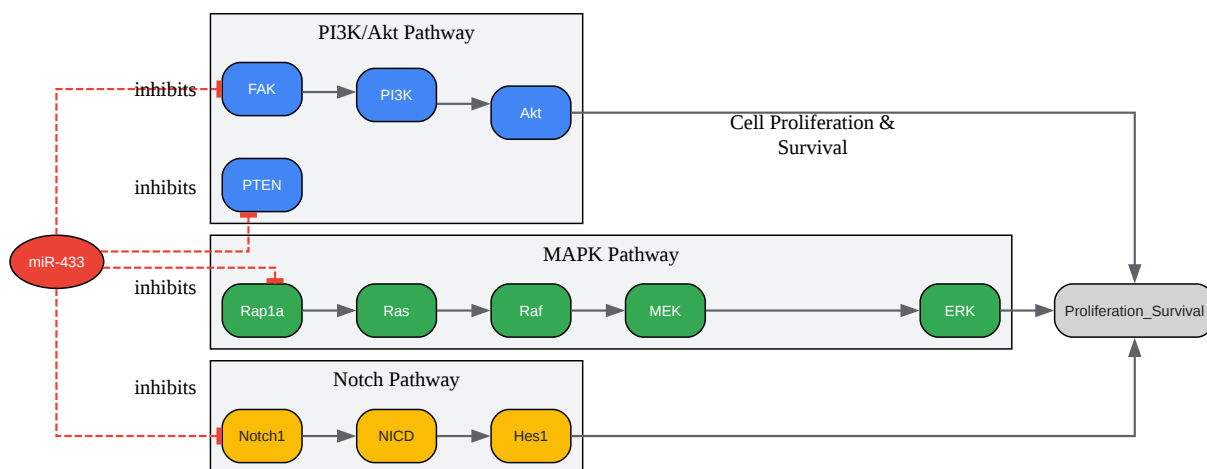 PI3K/Akt Pathway
inhibits
FAK
PI3K
Akt
Cell Proliferation &
Survival
inhibits
PTEN
miR-433
MAPK Pathway
inhibits
Rap1a
Ras
Raf
MEK
ERK
Proliferation_Survival
Notch Pathway
inhibits
Notch1
NICD
Hes1